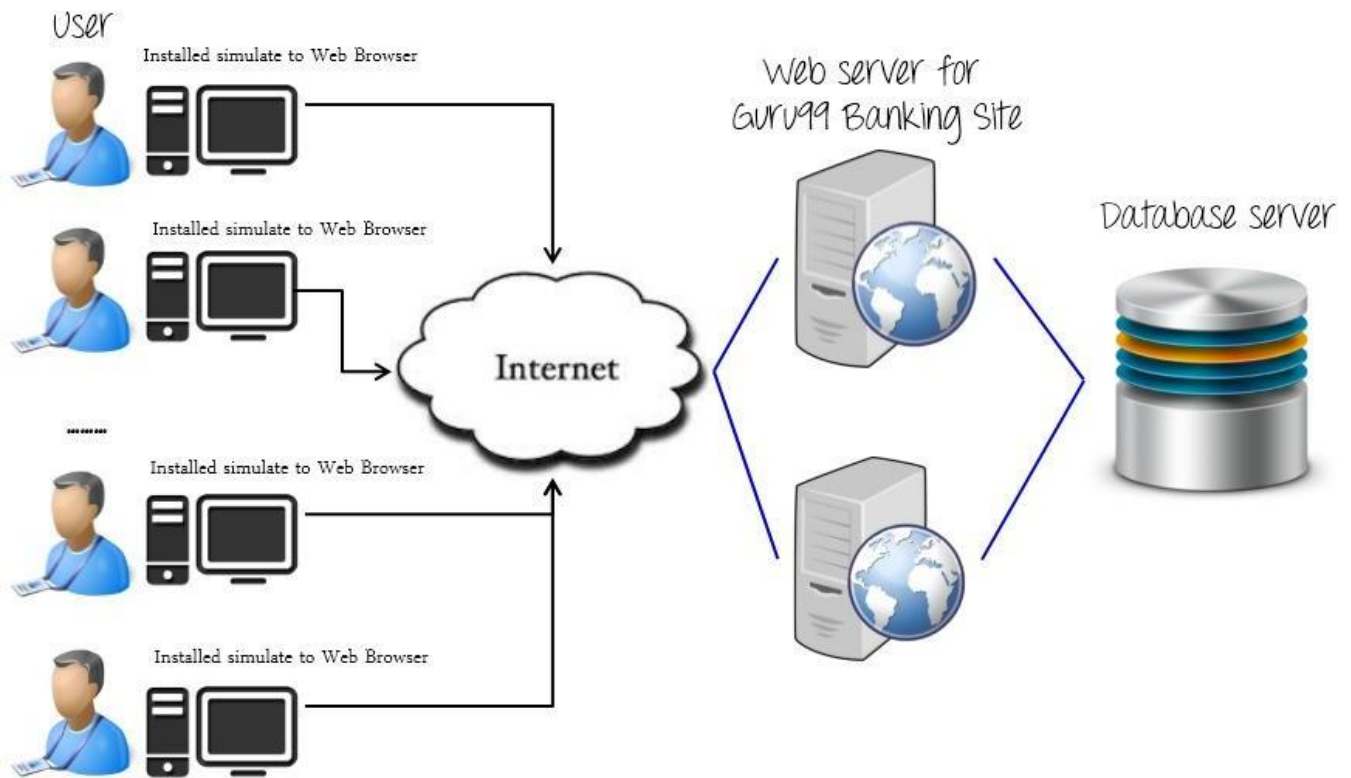 User
Installed simulate to Web Browser
Installed simulate to Web Browser
………
Installed simulate to Web Browser
Installed simulate to Web Browser
Internet
Web server for
Guru99 Banking Site
Database server